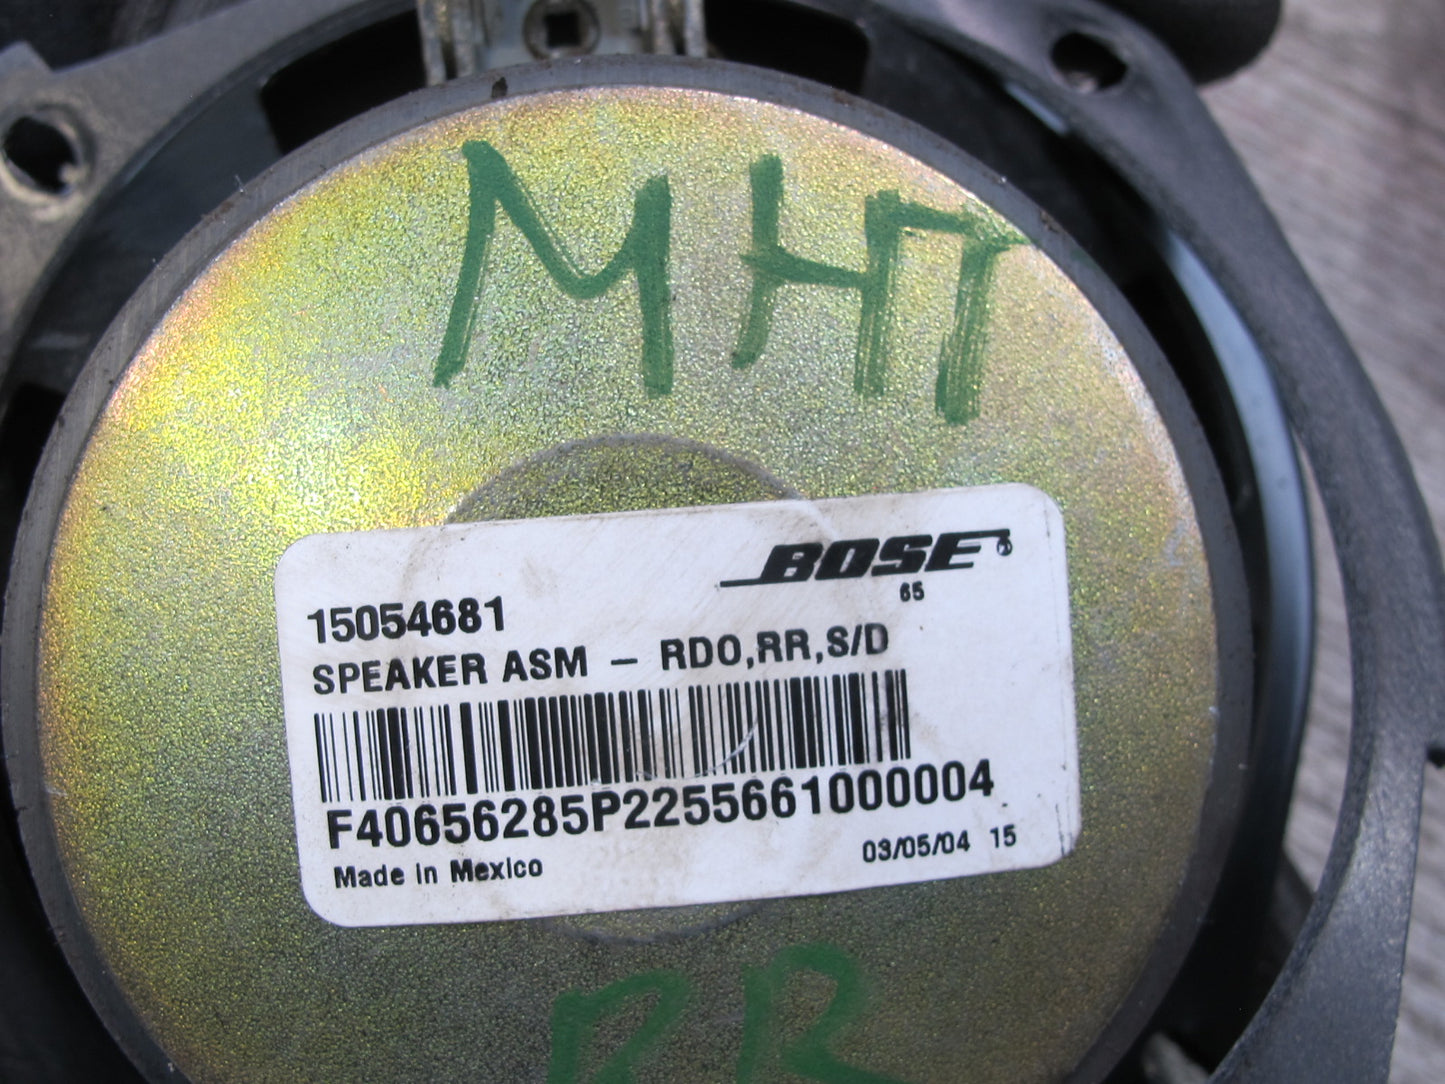 MHT
BOSE®
65
15054681
SPEAKER ASM – RDO,RR,S/D
F40656285P2255661000004
Made in Mexico
03/05/04 15
RR